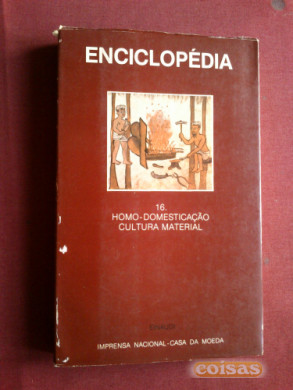 ENCICLOPÉDIA
16.
HOMO-DOMESTICAÇÃO
CULTURA MATERIAL
IMPRENSA NACIONAL-CASA DA MOEDA
coisas